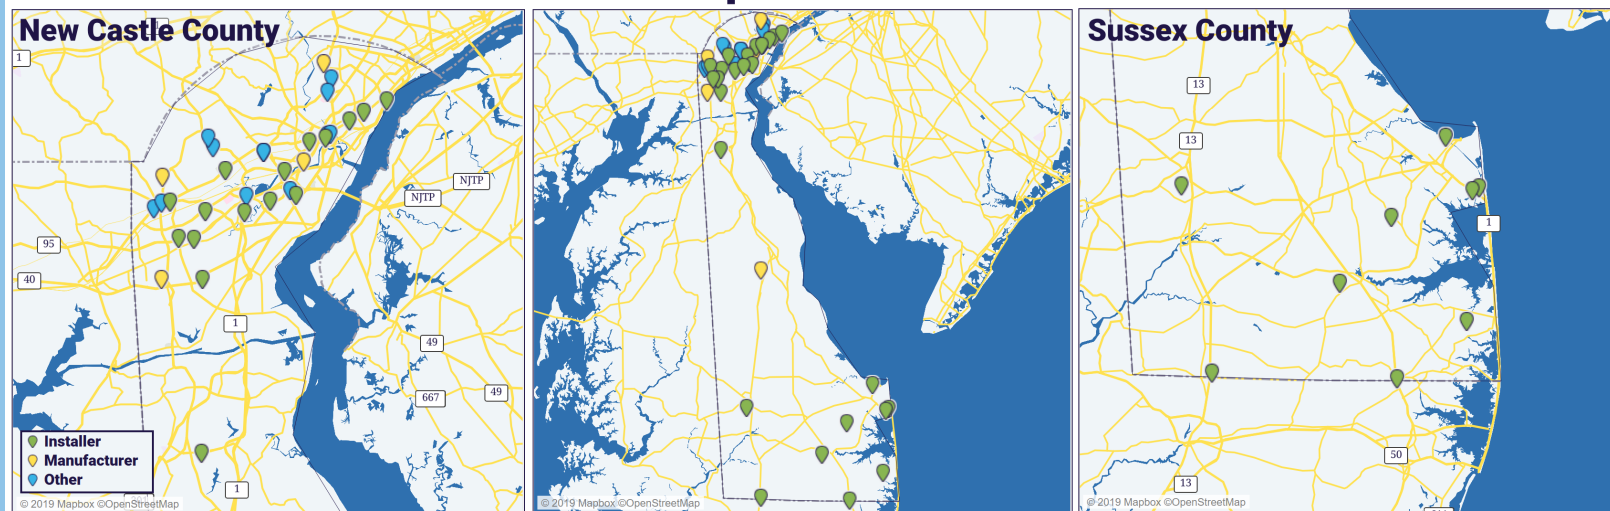 New Castle County
1
NJTP
NJTP
95
40
1
49
49
667
Installer
Manufacturer
Other
1
© 2019 Mapbox ©OpenStreetMap
© 2019 Mapbox ©OpenStreetMap
Sussex County
13
13
1
50
13
© 2019 Mapbox ©OpenStreetMap